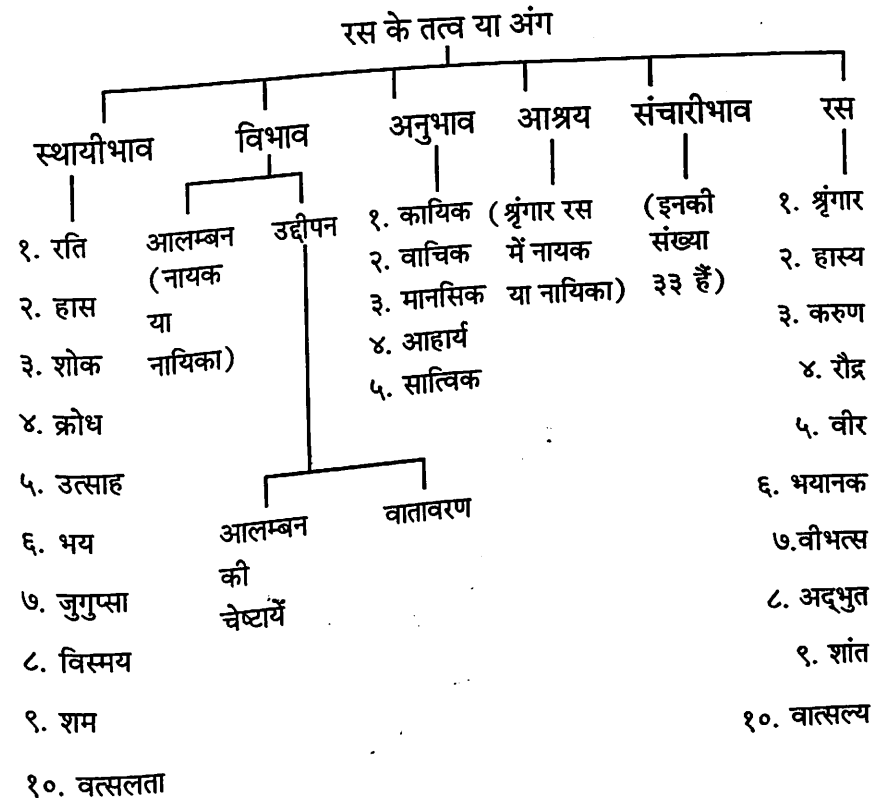 रस के तत्व या अंग
स्थायीभाव
१. रति
२. हास
३. शोक
४. क्रोध
५. उत्साह
६. भय
७. जुगुप्सा
८. विस्मय
९. शम
१०. वत्सलता
विभाव
आलम्बन
(नायक
या
नायिका)
उद्दीपन
आलम्बन
की
चेष्टायेंं
वातावरण
अनुभाव
१. कायिक
२. वाचिक
३. मानसिक
४. आहार्य
५. सात्विक
आश्रय
(श्रृंगार रस
में नायक
या नायिका)
संचारीभाव
(इनकी
संख्या
३३ हैं)
रस
१. श्रृंगार
२. हास्य
३. करुण
४. रौद्र
५. वीर
६. भयानक
७.वीभत्स
८. अद्‌भुत
९. शांत
१०. वात्सल्य